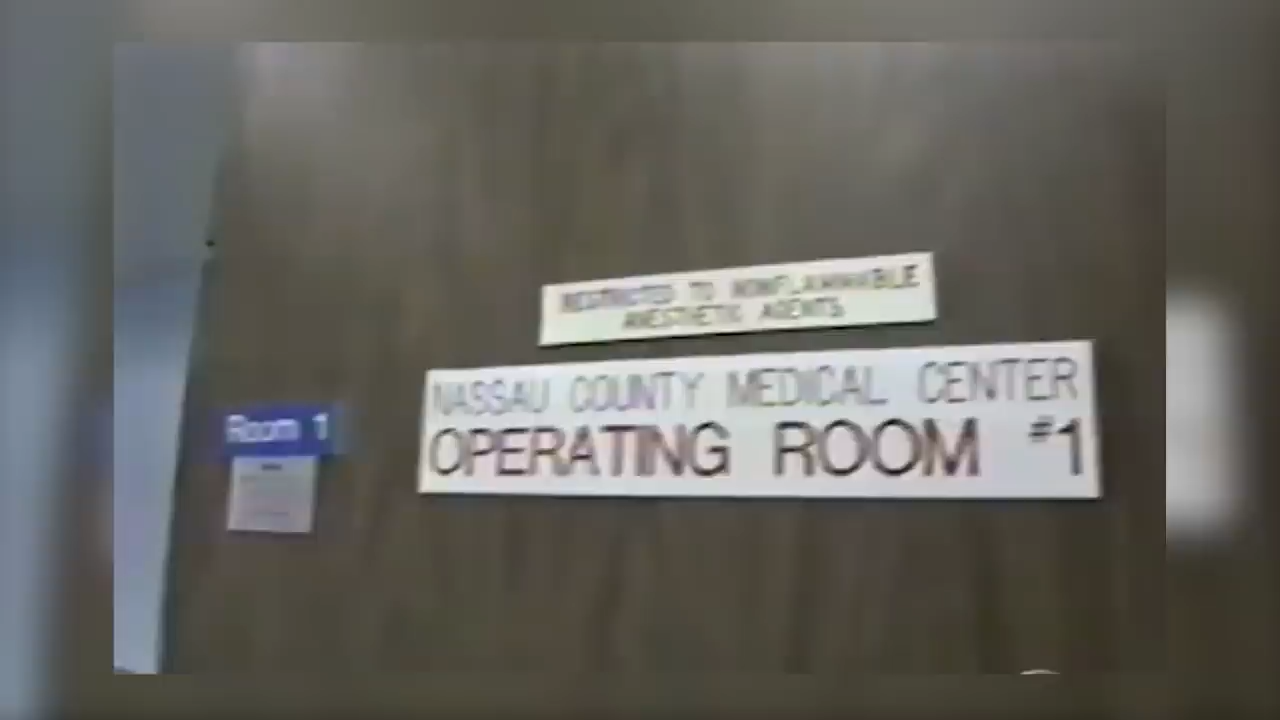 RESTRICTED TO NONFLAMMABLE
ANESTHETIC AGENTS
NASSAU COUNTY MEDICAL CENTER
OPERATING ROOM #1
Room 1